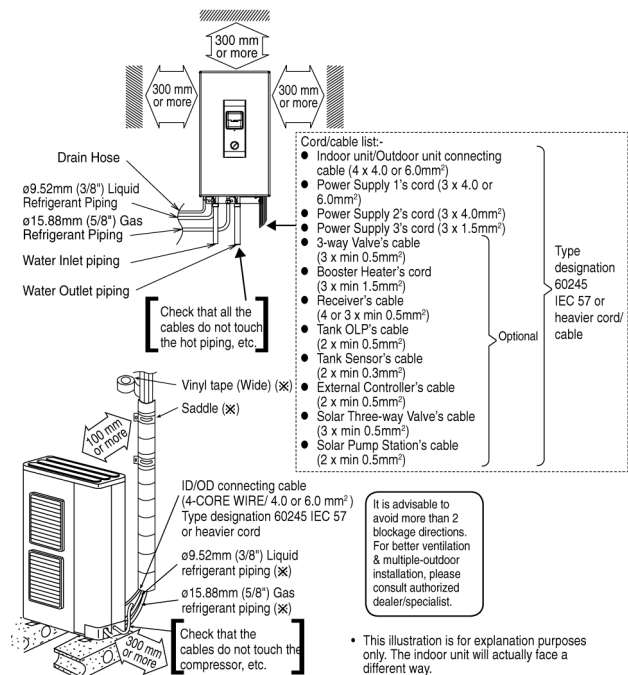 300 mm
or more
300 mm
or more
300 mm
or more
Drain Hose
ø9.52mm (3/8") Liquid
Refrigerant Piping
ø15.88mm (5/8") Gas
Refrigerant Piping
Water Inlet piping
Water Outlet piping
Check that all the
cables do not touch
the hot piping, etc.
Cord/cable list:-
● Indoor unit/Outdoor unit connecting
cable (4 x 4.0 or 6.0mm²)
● Power Supply 1's cord (3 x 4.0 or
6.0mm²)
● Power Supply 2's cord (3 x 4.0mm²)
● Power Supply 3's cord (3 x 1.5mm²)
● 3-way Valve's cable
(3 x min 0.5mm²)
● Booster Heater's cord
(3 x min 1.5mm²)
● Receiver's cable
(4 or 3 x min 0.5mm²)
● Tank OLP's cable
(2 x min 0.5mm²)
● Tank Sensor's cable
(2 x min 0.3mm²)
● External Controller's cable
(2 x min 0.5mm²)
● Solar Three-way Valve's cable
(3 x min 0.5mm²)
● Solar Pump Station's cable
(2 x min 0.5mm²)
Optional
Type
designation
60245
IEC 57 or
heavier cord/
cable
Vinyl tape (Wide) (※)
Saddle (※)
100 mm
or more
ID/OD connecting cable
(4-CORE WIRE/ 4.0 or 6.0 mm²)
Type designation 60245 IEC 57
or heavier cord
ø9.52mm (3/8") Liquid
refrigerant piping (※)
ø15.88mm (5/8") Gas
refrigerant piping (※)
Check that the
cables do not touch the
compressor, etc.
300 mm
or more
It is advisable to
avoid more than 2
blockage directions.
For better ventilation
& multiple-outdoor
installation, please
consult authorized
dealer/specialist.
• This illustration is for explanation purposes
only. The indoor unit will actually face a
different way.